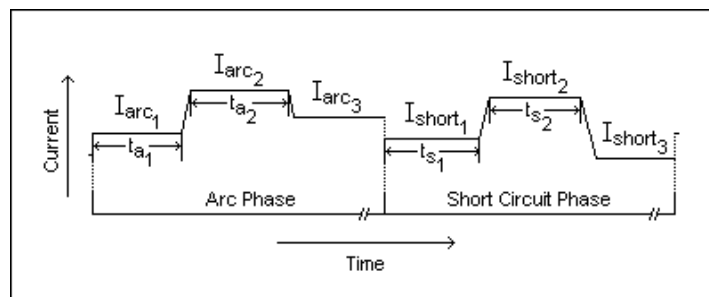 Iarc2
Ishort2
Iarc1
ta2
Iarc3
Ishort1
ts2
Ishort3
ta1
ts1
Current
Arc Phase
Short Circuit Phase
Time